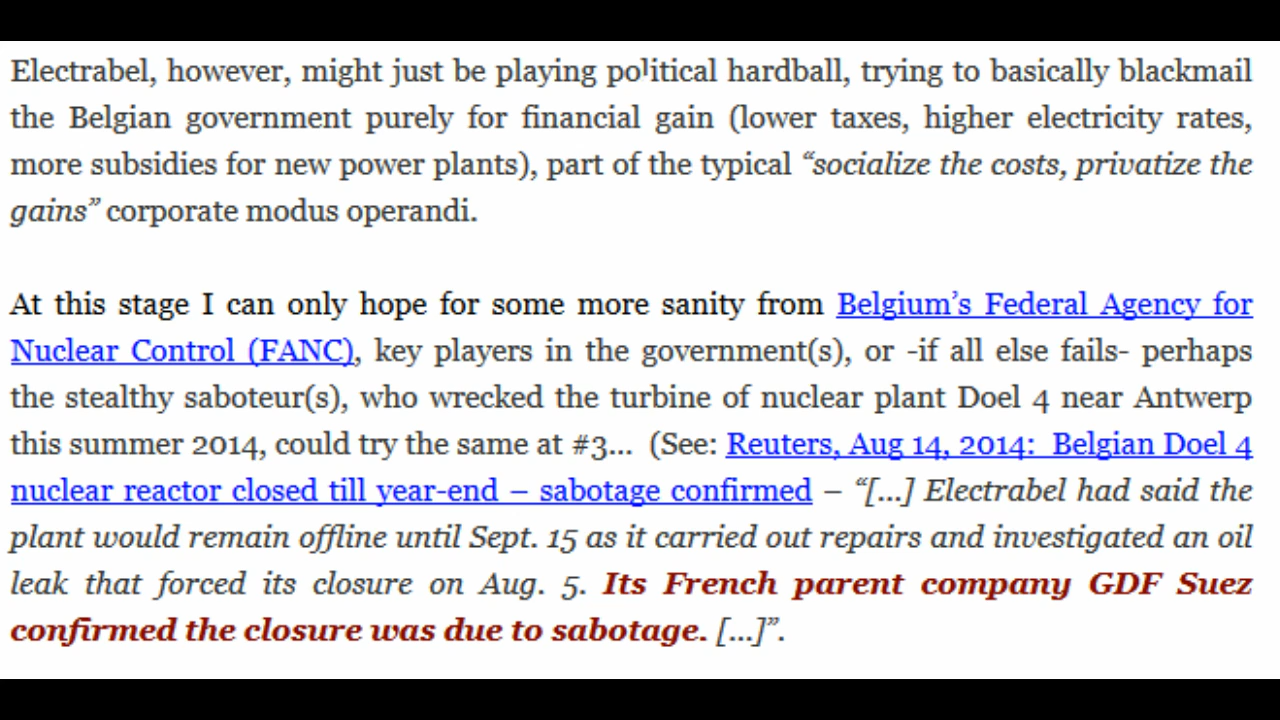 Electrabel, however, might just be playing political hardball, trying to basically blackmail
the Belgian government purely for financial gain (lower taxes, higher electricity rates,
more subsidies for new power plants), part of the typical “socialize the costs, privatize the
gains” corporate modus operandi.
At this stage I can only hope for some more sanity from Belgium’s Federal Agency for
Nuclear Control (FANC), key players in the government(s), or -if all else fails- perhaps
the stealthy saboteur(s), who wrecked the turbine of nuclear plant Doel 4 near Antwerp
this summer 2014, could try the same at #3... (See: Reuters, Aug 14, 2014: Belgian Doel 4
nuclear reactor closed till year-end – sabotage confirmed – “[...] Electrabel had said the
plant would remain offline until Sept. 15 as it carried out repairs and investigated an oil
leak that forced its closure on Aug. 5. Its French parent company GDF Suez
confirmed the closure was due to sabotage. [...]”.